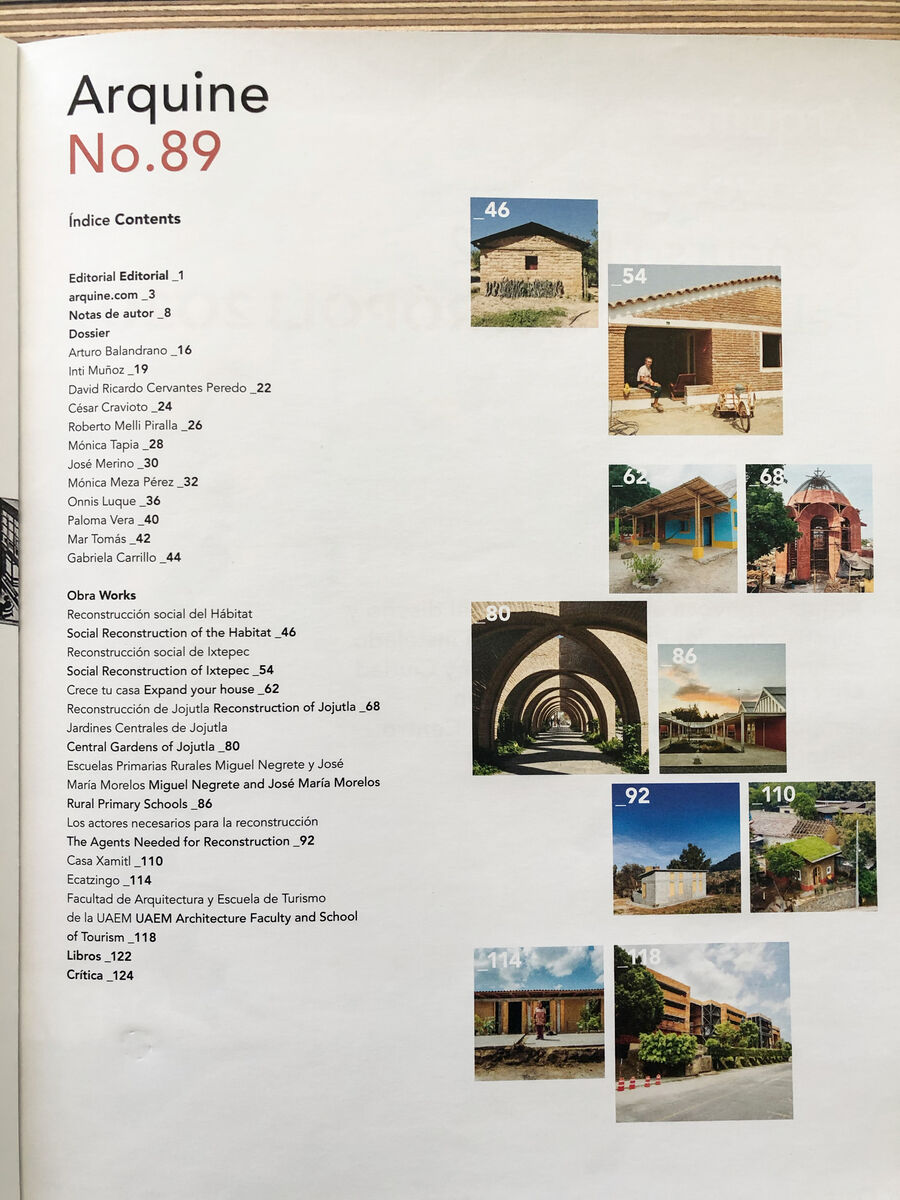 Arquine
No.89
Índice Contents
Editorial Editorial _1
arquine.com _3
Notas de autor _8
Dossier
Arturo Balandrano _16
Inti Muñoz _19
David Ricardo Cervantes Peredo _22
César Cravioto _24
Roberto Melli Piralla _26
Mónica Tapia _28
José Merino _30
Mónica Meza Pérez _32
Onnis Luque _36
Paloma Vera _40
Mar Tomás _42
Gabriela Carrillo _44
Obra Works
Reconstrucción social del Hábitat
Social Reconstruction of the Habitat _46
Reconstrucción social de Ixtepec
Social Reconstruction of Ixtepec _54
Crece tu casa Expand your house _62
Reconstrucción de Jojutla Reconstruction of Jojutla _68
Jardines Centrales de Jojutla
Central Gardens of Jojutla _80
Escuelas Primarias Rurales Miguel Negrete y José
María Morelos Miguel Negrete and José María Morelos
Rural Primary Schools _86
Los actores necesarios para la reconstrucción
The Agents Needed for Reconstruction _92
Casa Xamitl _110
Ecatzingo _114
Facultad de Arquitectura y Escuela de Turismo
de la UAEM UAEM Architecture Faculty and School
of Tourism _118
Libros _122
Crítica _124
_46
_54
_62
_68
_80
_86
_92
_110
_114
_118